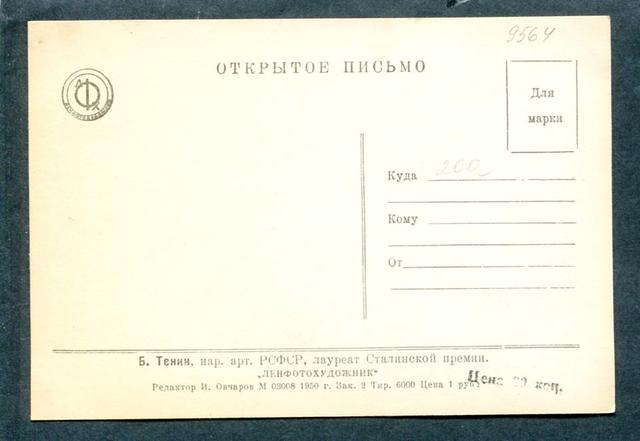 9564
ОТКРЫТОЕ ПИСЬМО
Для
марки
Куда 200
Кому
От
Б. Тенин, нар. арт. РСФСР, лауреат Сталинской премии.
„ЛЕНФОТОХУДОЖНИК“
Редактор И. Овчаров М 03008 1950 г. Зак. 2 Тир. 6000 Цена 1 руб.
Цена коп.